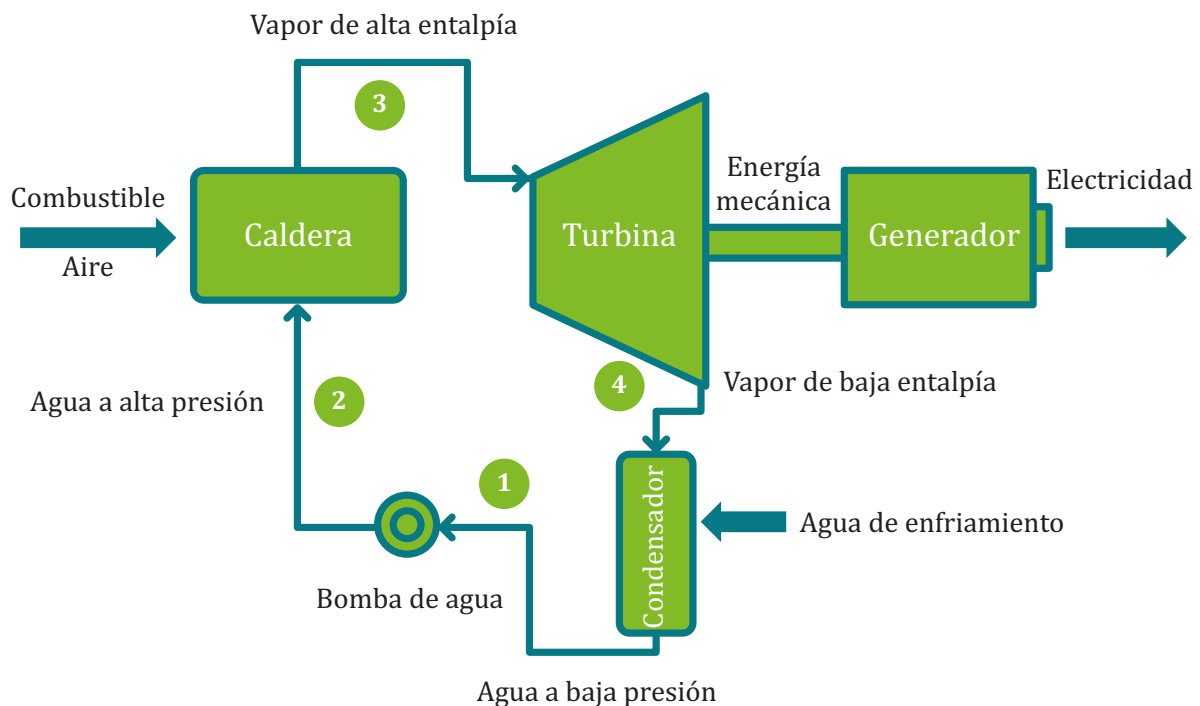 Vapor de alta entalpía
3
Combustible
Aire
Caldera
Turbina
Energía
mecánica
Generador
Electricidad
Agua a alta presión
2
4
Vapor de baja entalpía
1
Condensador
Agua de enfriamiento
Bomba de agua
Agua a baja presión